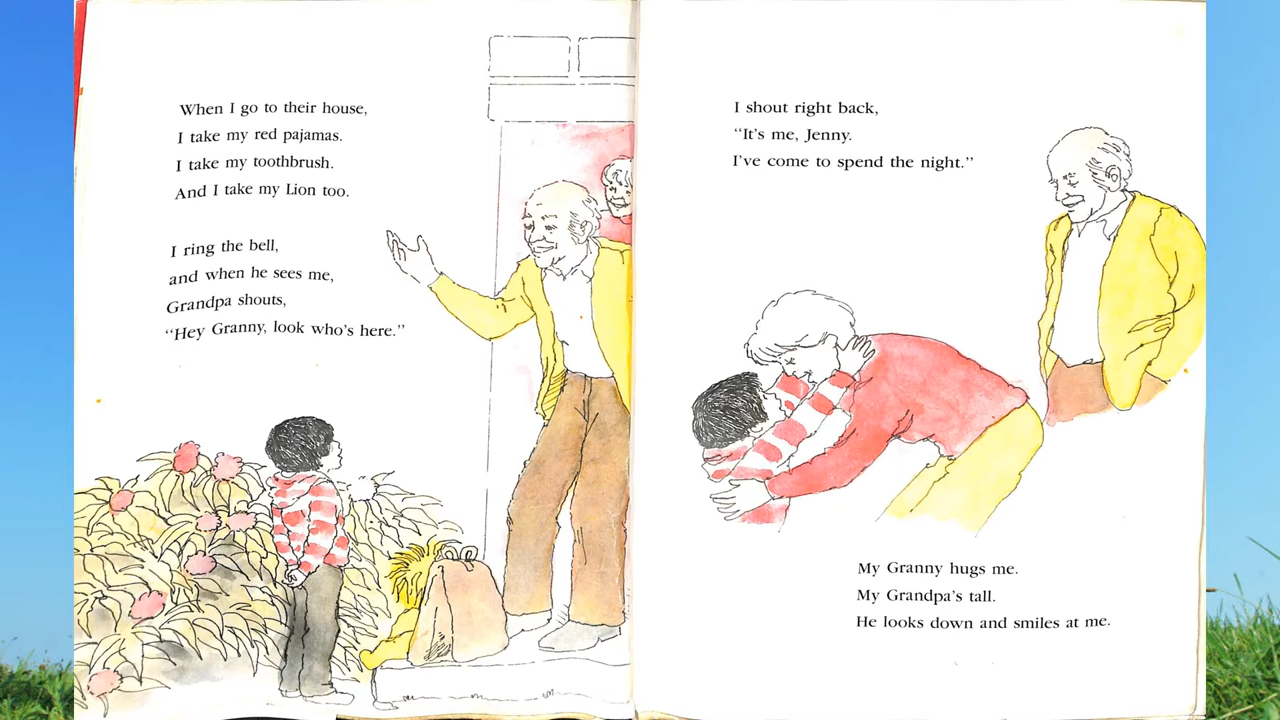 When I go to their house,
I take my red pajamas.
I take my toothbrush.
And I take my Lion too.
I ring the bell,
and when he sees me,
Grandpa shouts,
“Hey Granny, look who’s here.”
I shout right back,
“It’s me, Jenny.
I’ve come to spend the night.”
My Granny hugs me.
My Grandpa’s tall.
He looks down and smiles at me.